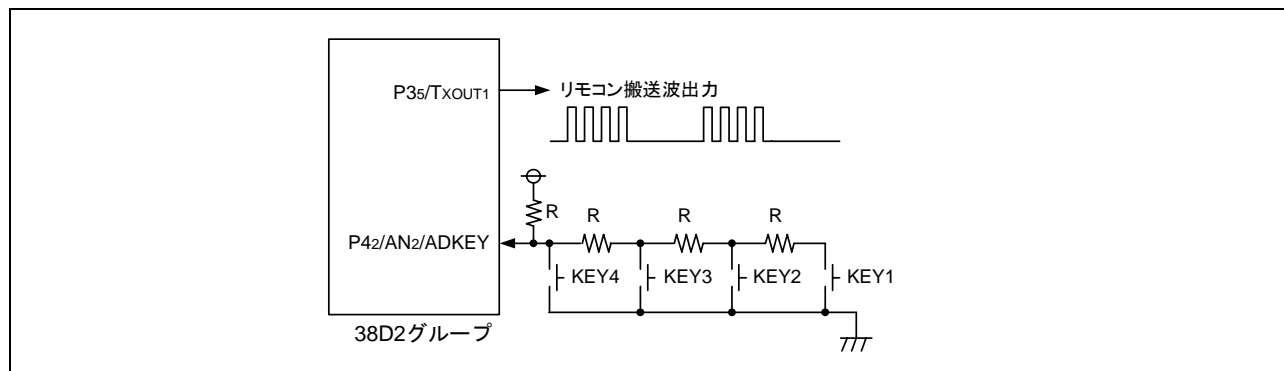 P35/TXOUT1
リモコン搬送波出力
R
R
R
R
P42/AN2/ADKEY
KEY4
KEY3
KEY2
KEY1
38D2グループ